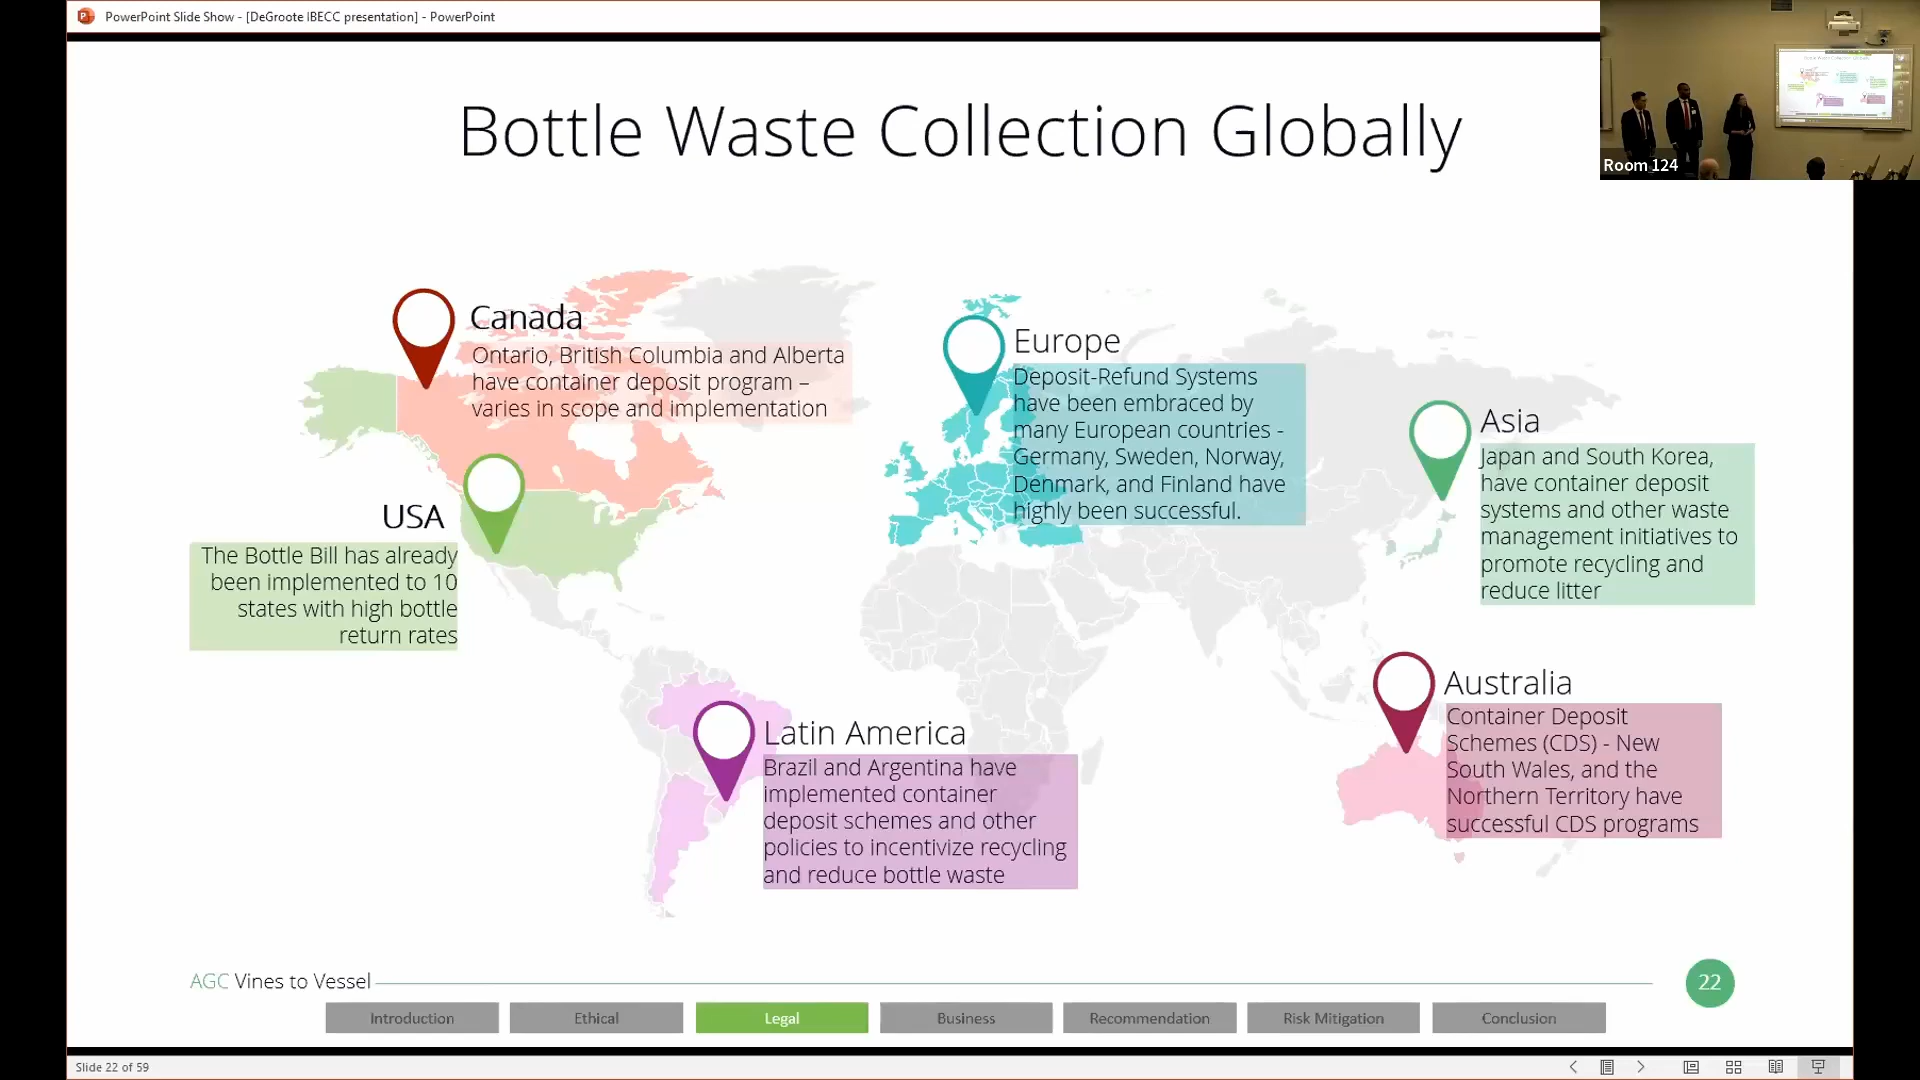 PowerPoint Slide Show - [DeGroote IBECC presentation] - PowerPoint
Room 124
Bottle Waste Collection Globally
Canada
Ontario, British Columbia and Alberta
have container deposit program –
varies in scope and implementation
USA
The Bottle Bill has already
been implemented to 10
states with high bottle
return rates
Europe
Deposit-Refund Systems
have been embraced by
many European countries -
Germany, Sweden, Norway,
Denmark, and Finland have
highly been successful.
Asia
Japan and South Korea,
have container deposit
systems and other waste
management initiatives to
promote recycling and
reduce litter
Latin America
Brazil and Argentina have
implemented container
deposit schemes and other
policies to incentivize recycling
and reduce bottle waste
Australia
Container Deposit
Schemes (CDS) - New
South Wales, and the
Northern Territory have
successful CDS programs
AGC Vines to Vessel
22
Introduction
Ethical
Legal
Business
Recommendation
Risk Mitigation
Conclusion
Slide 22 of 59